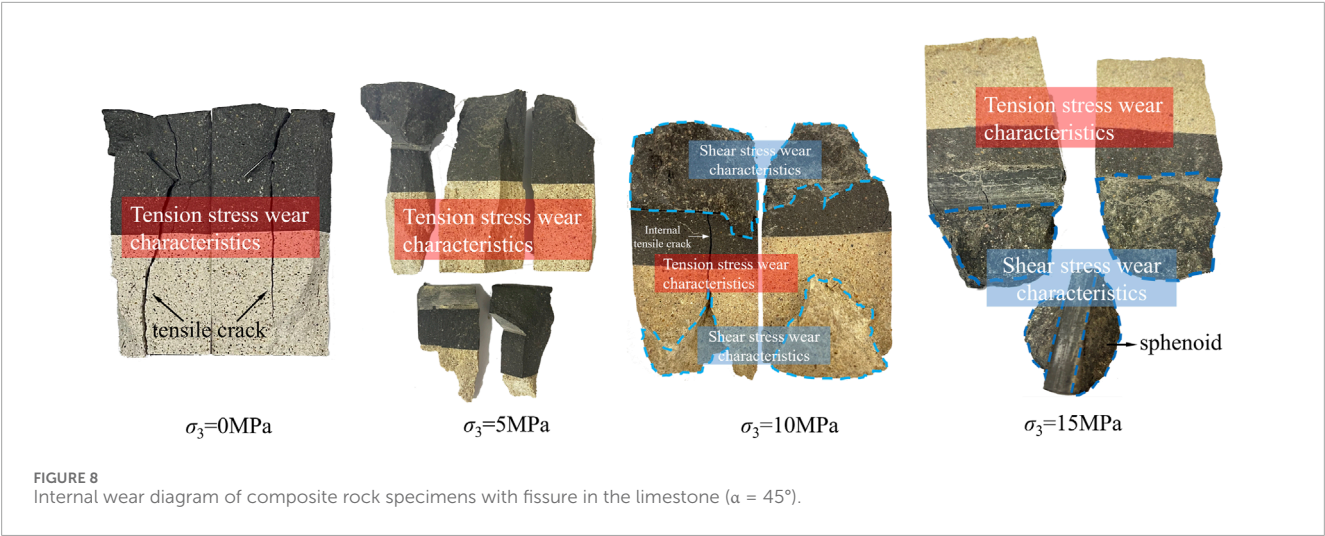 Tension stress wear
characteristics
tensile crack
σ₃=0MPa
Tension stress wear
characteristics
σ₃=5MPa
Shear stress wear
characteristics
Internal
tensile crack
Tension stress wear
characteristics
Shear stress wear
characteristics
σ₃=10MPa
Tension stress wear
characteristics
Shear stress wear
characteristics
sphenoid
σ₃=15MPa
FIGURE 8
Internal wear diagram of composite rock specimens with fissure in the limestone (α = 45°).